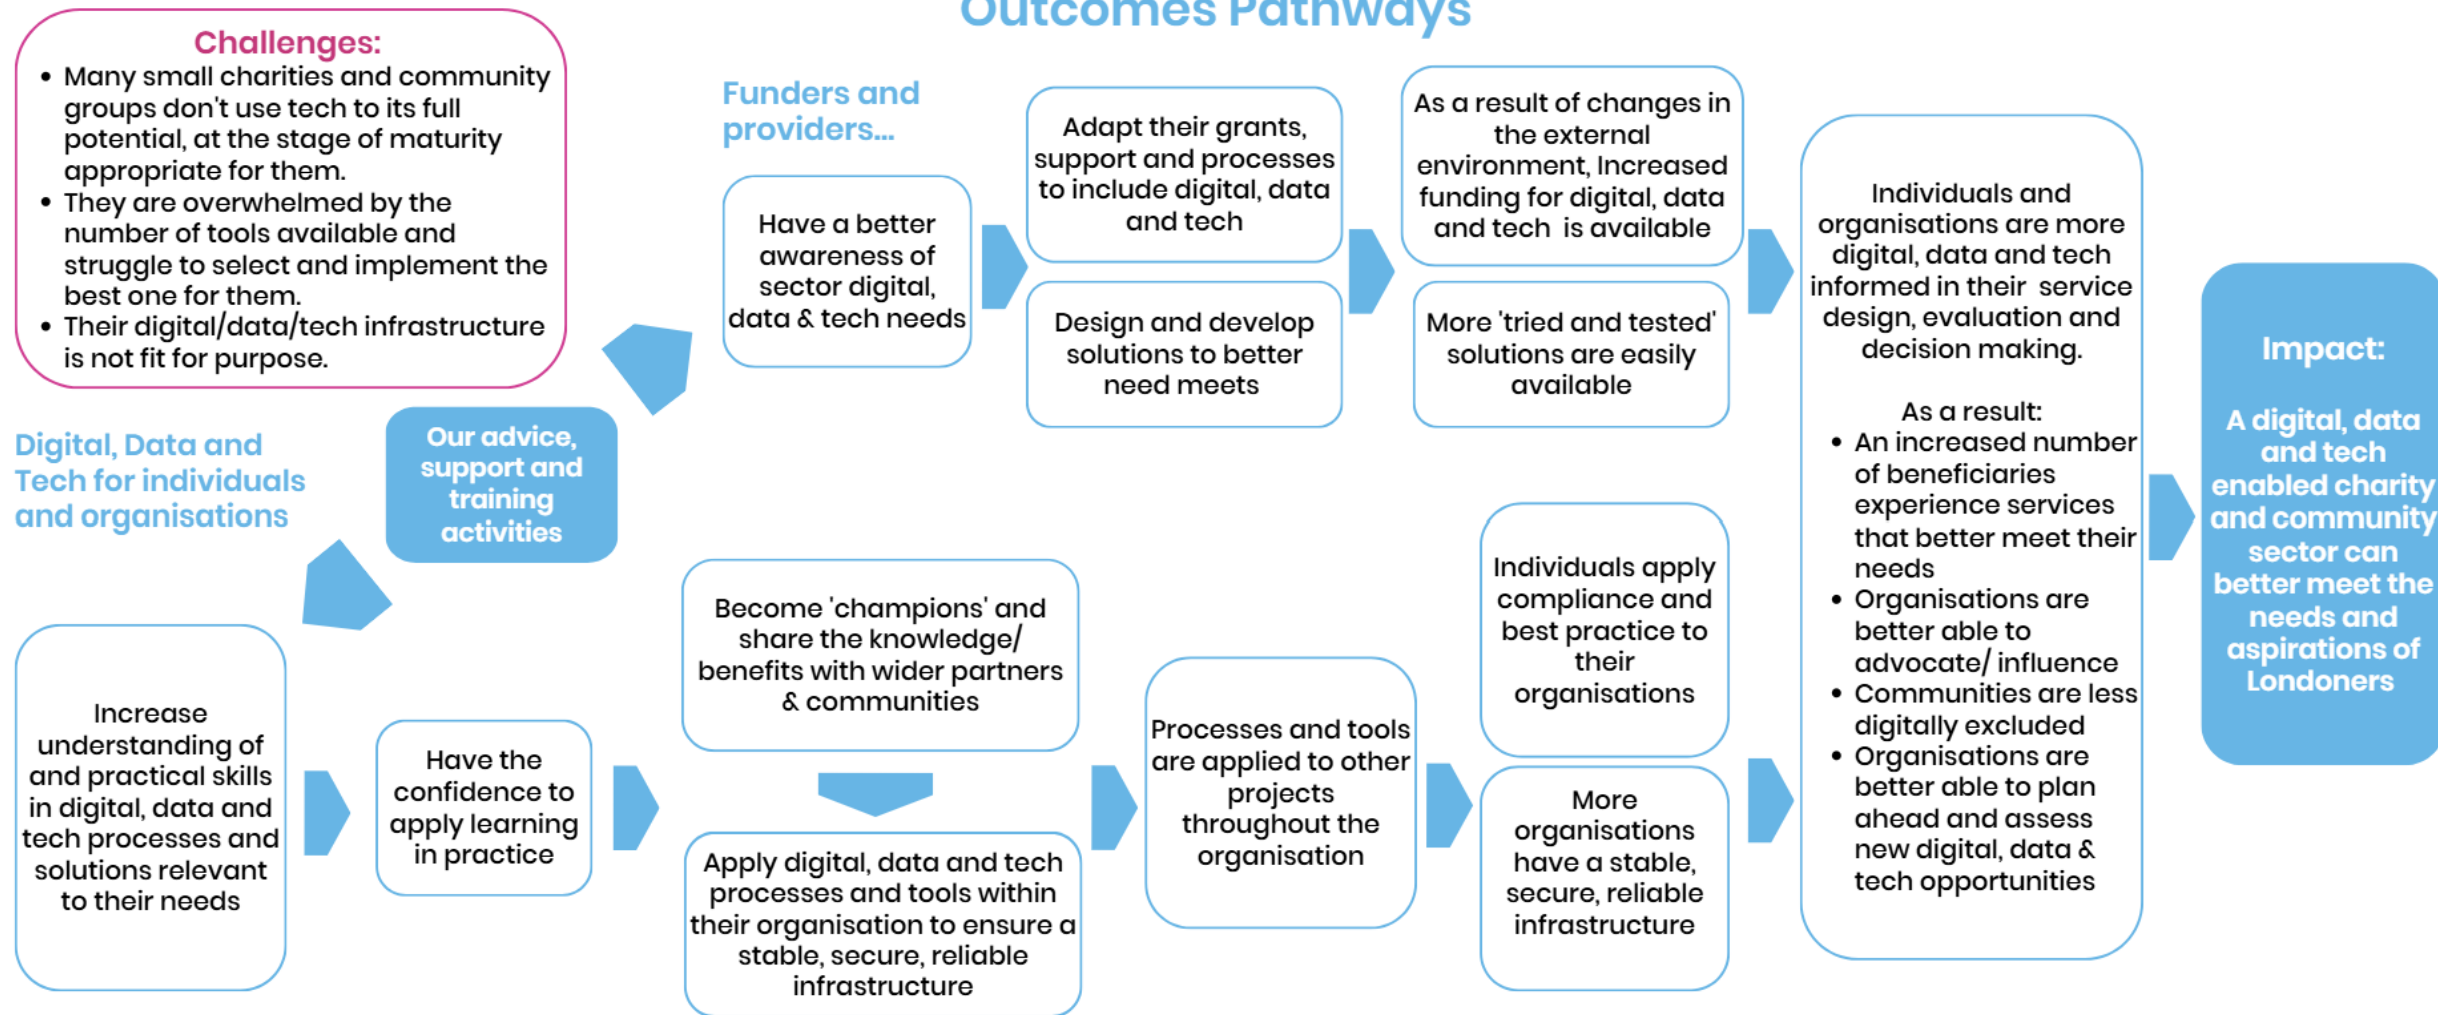 Outcomes Pathways
Challenges:
• Many small charities and community
groups don't use tech to its full
potential, at the stage of maturity
appropriate for them.
• They are overwhelmed by the
number of tools available and
struggle to select and implement the
best one for them.
• Their digital/data/tech infrastructure
is not fit for purpose.
Funders and
providers...
Have a better
awareness of
sector digital,
data & tech needs
Adapt their grants,
support and processes
to include digital, data
and tech
Design and develop
solutions to better
need meets
As a result of changes in
the external
environment, Increased
funding for digital, data
and tech is available
More 'tried and tested'
solutions are easily
available
Our advice,
support and
training
activities
Digital, Data and
Tech for individuals
and organisations
Increase
understanding of
and practical skills
in digital, data and
tech processes and
solutions relevant
to their needs
Have the
confidence to
apply learning
in practice
Become 'champions' and
share the knowledge/
benefits with wider partners
& communities
Apply digital, data and tech
processes and tools within
their organisation to ensure a
stable, secure, reliable
infrastructure
Processes and tools
are applied to other
projects
throughout the
organisation
Individuals apply
compliance and
best practice to
their
organisations
More
organisations
have a stable,
secure, reliable
infrastructure
Individuals and
organisations are more
digital, data and tech
informed in their service
design, evaluation and
decision making.
As a result:
• An increased number
of beneficiaries
experience services
that better meet their
needs
• Organisations are
better able to
advocate/ influence
• Communities are less
digitally excluded
• Organisations are
better able to plan
ahead and assess
new digital, data &
tech opportunities
Impact:
A digital, data
and tech
enabled charity
and community
sector can
better meet the
needs and
aspirations of
Londoners